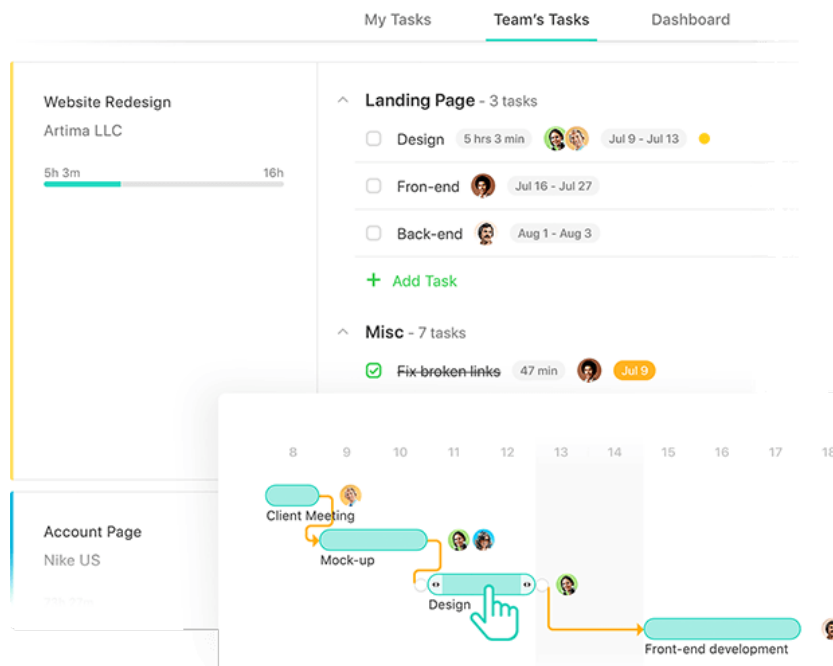 My Tasks Team's Tasks Dashboard
Website Redesign
Artima LLC
5h 3m 16h
Landing Page - 3 tasks
Design 5 hrs 3 min Jul 9 - Jul 13
Fron-end Jul 16 - Jul 27
Back-end Aug 1 - Aug 3
+ Add Task
Misc - 7 tasks
Fix broken links 47 min Jul 9
Account Page
Nike US
8 9 10 11 12 13 14 15 16 17 18
Client Meeting
Mock-up
Design
Front-end development